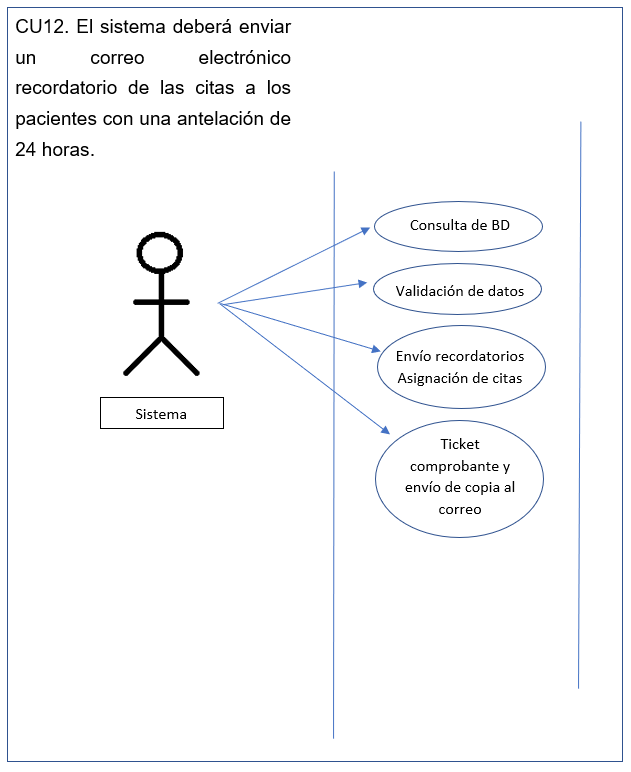 CU12. El sistema deberá enviar
un correo electrónico
recordatorio de las citas a los
pacientes con una antelación de
24 horas.
Consulta de BD
Validación de datos
Envío recordatorios
Asignación de citas
Sistema
Ticket
comprobante y
envío de copia al
correo